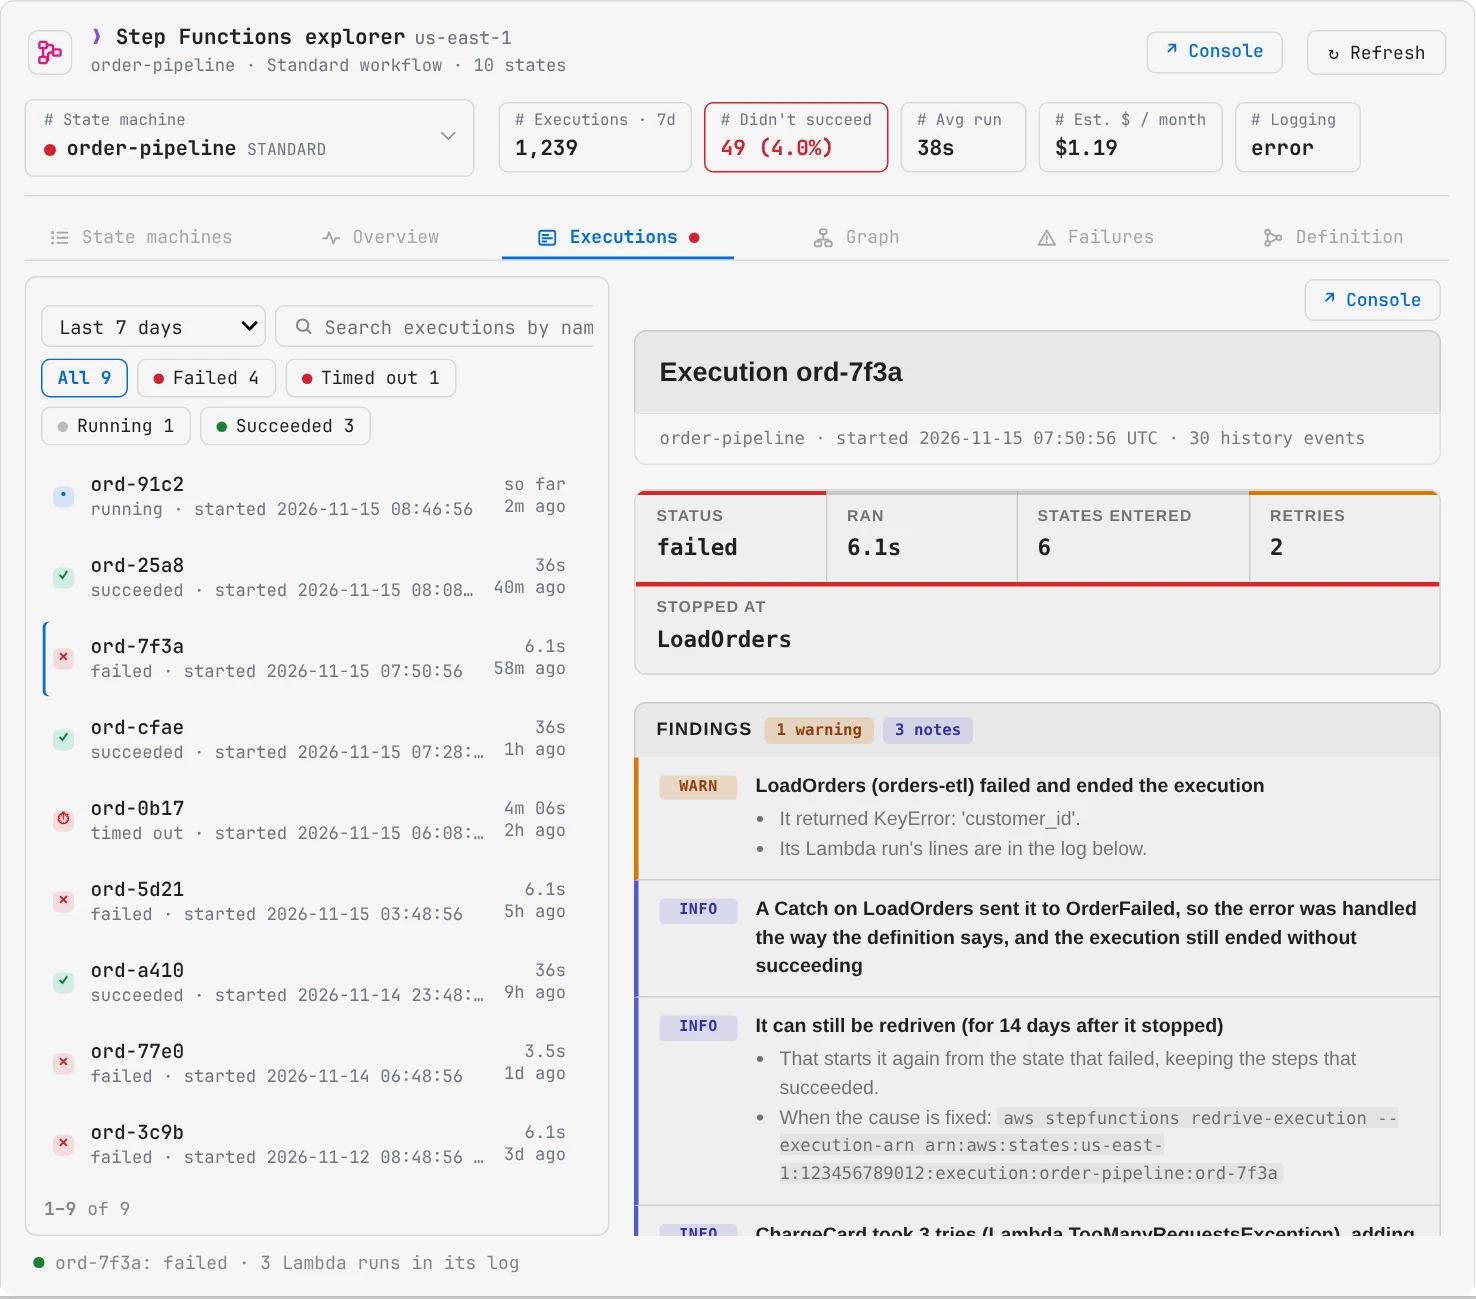 ❱ Step Functions explorer us-east-1
order-pipeline · Standard workflow · 10 states
↗ Console
↻ Refresh
# State machine
order-pipeline STANDARD
# Executions · 7d
1,239
# Didn't succeed
49 (4.0%)
# Avg run
38s
# Est. $ / month
$1.19
# Logging
error
State machines
Overview
Executions
Graph
Failures
Definition
Last 7 days
Search executions by nam
All 9
Failed 4
Timed out 1
Running 1
Succeeded 3
ord-91c2
so far
running · started 2026-11-15 08:46:56
2m ago
ord-25a8
36s
succeeded · started 2026-11-15 08:08…
40m ago
ord-7f3a
6.1s
failed · started 2026-11-15 07:50:56
58m ago
ord-cfae
36s
succeeded · started 2026-11-15 07:28:…
1h ago
ord-0b17
4m 06s
timed out · started 2026-11-15 06:08:…
2h ago
ord-5d21
6.1s
failed · started 2026-11-15 03:48:56
5h ago
ord-a410
36s
succeeded · started 2026-11-14 23:48:…
9h ago
ord-77e0
3.5s
failed · started 2026-11-14 06:48:56
1d ago
ord-3c9b
6.1s
failed · started 2026-11-12 08:48:56 …
3d ago
1–9 of 9
↗ Console
Execution ord-7f3a
order-pipeline · started 2026-11-15 07:50:56 UTC · 30 history events
STATUS
failed
RAN
6.1s
STATES ENTERED
6
RETRIES
2
STOPPED AT
LoadOrders
FINDINGS
1 warning
3 notes
WARN
LoadOrders (orders-etl) failed and ended the execution
• It returned KeyError: 'customer_id'.
• Its Lambda run's lines are in the log below.
INFO
A Catch on LoadOrders sent it to OrderFailed, so the error was handled
the way the definition says, and the execution still ended without
succeeding
INFO
It can still be redriven (for 14 days after it stopped)
• That starts it again from the state that failed, keeping the steps that
succeeded.
• When the cause is fixed: aws stepfunctions redrive-execution --
execution-arn arn:aws:states:us-east-
1:123456789012:execution:order-pipeline:ord-7f3a
INFO
ChargeCard took 3 tries (Lambda.TooManyRequestsException), adding
ord-7f3a: failed · 3 Lambda runs in its log